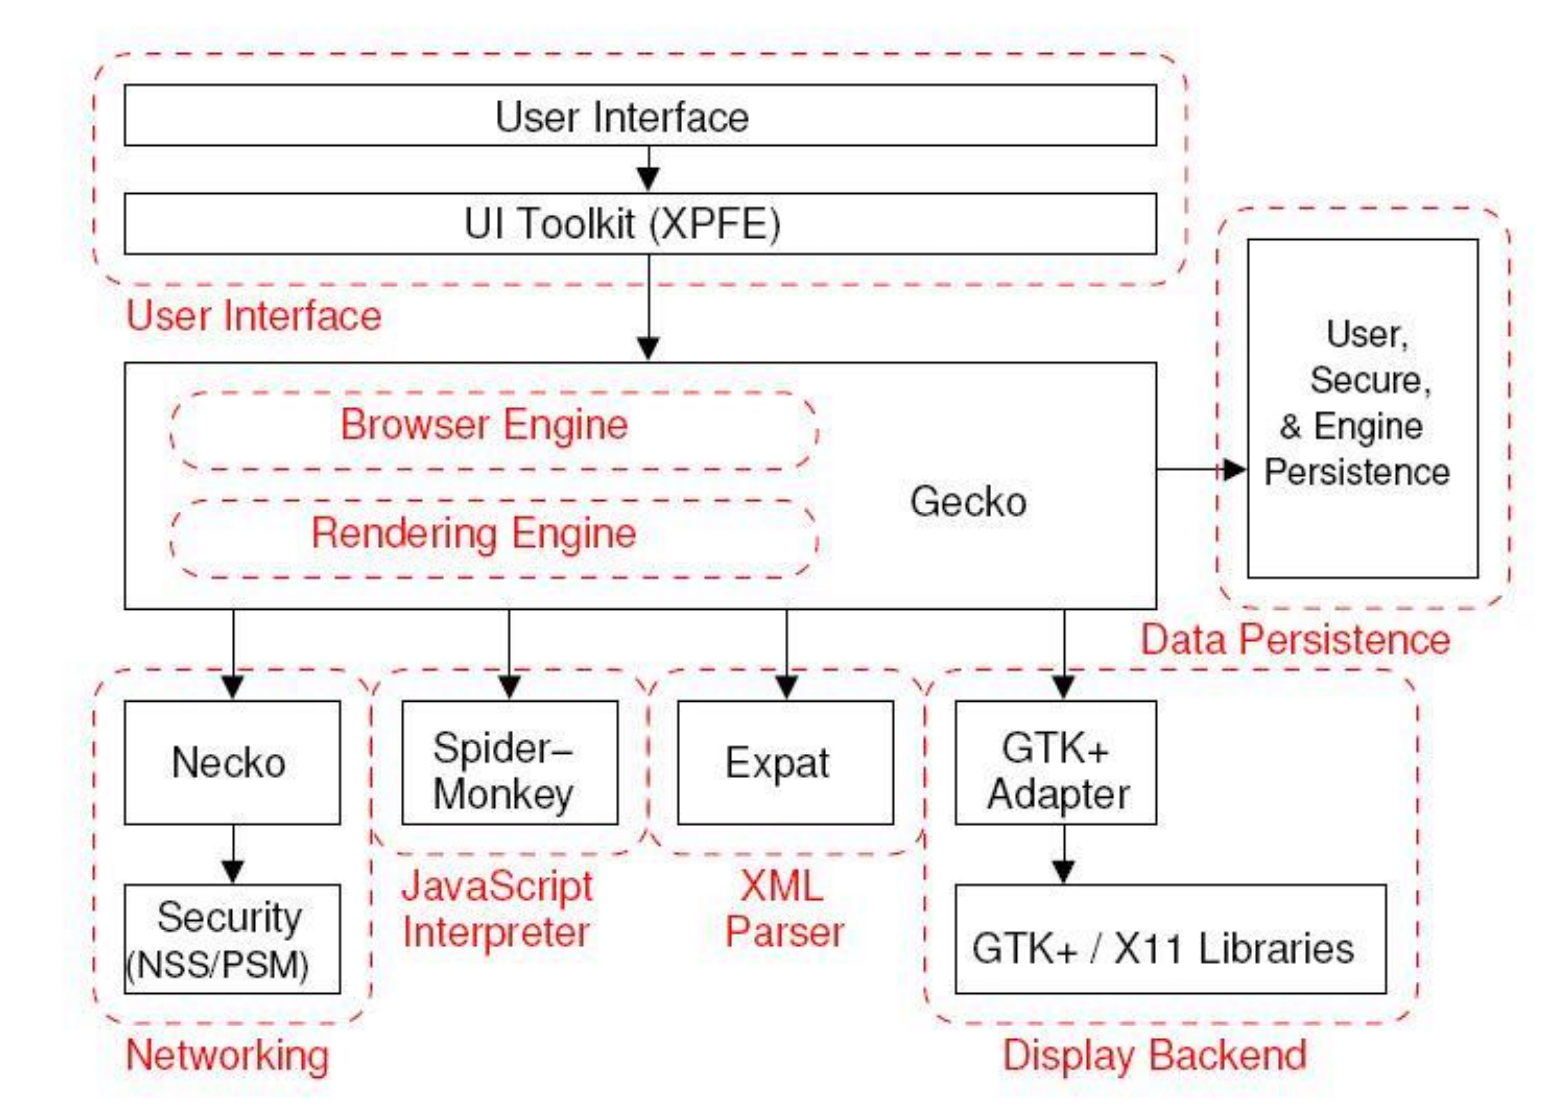 User Interface
UI Toolkit (XPFE)
User Interface
User,
Secure,
& Engine
Persistence
Browser Engine
Gecko
Rendering Engine
Data Persistence
Necko
Spider–
Monkey
Expat
GTK+
Adapter
Security
(NSS/PSM)
JavaScript
Interpreter
XML
Parser
GTK+ / X11 Libraries
Networking
Display Backend